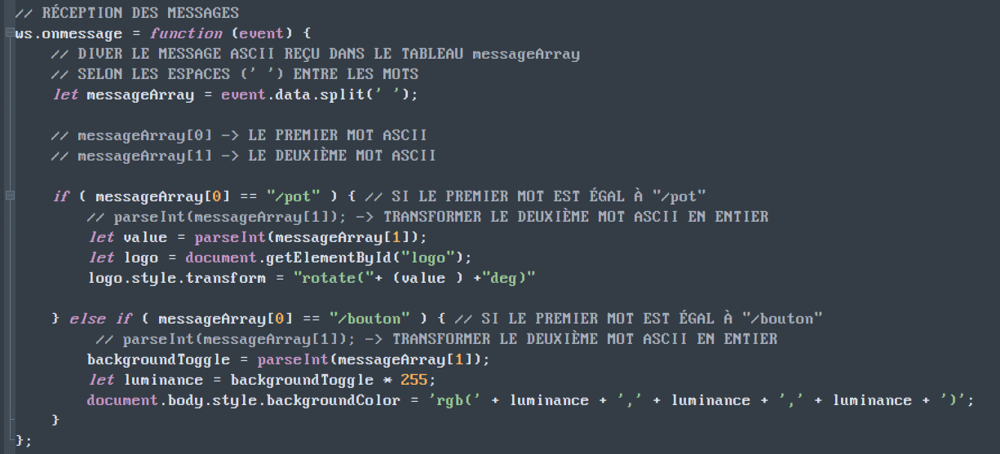 // RÉCEPTION DES MESSAGES
ws.onmessage = function (event) {
    // DIVER LE MESSAGE ASCII REÇU DANS LE TABLEAU messageArray
    // SELON LES ESPACES (' ') ENTRE LES MOTS
    let messageArray = event.data.split(' ');

    // messageArray[0] -> LE PREMIER MOT ASCII
    // messageArray[1] -> LE DEUXIÈME MOT ASCII

    if ( messageArray[0] == "/pot" ) { // SI LE PREMIER MOT EST ÉGAL À "/pot"
        // parseInt(messageArray[1]); -> TRANSFORMER LE DEUXIÈME MOT ASCII EN ENTIER
        let value = parseInt(messageArray[1]);
        let logo = document.getElementById("logo");
        logo.style.transform = "rotate("+ (value ) +"deg)"

    } else if ( messageArray[0] == "/bouton" ) { // SI LE PREMIER MOT EST ÉGAL À "/bouton"
         // parseInt(messageArray[1]); -> TRANSFORMER LE DEUXIÈME MOT ASCII EN ENTIER
        backgroundToggle = parseInt(messageArray[1]);
        let luminance = backgroundToggle * 255;
        document.body.style.backgroundColor = 'rgb(' + luminance + ',' + luminance + ',' + luminance + ')';
    }
};